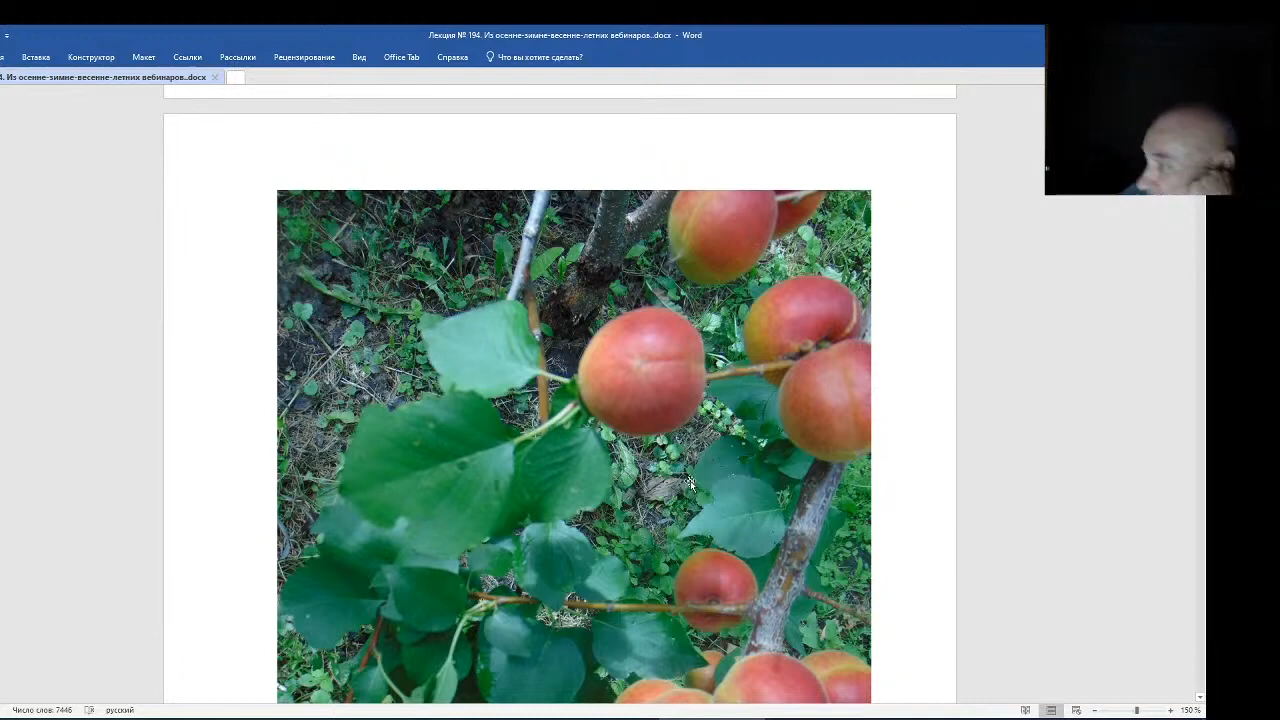 Лекция № 194. Из осенне-зимне-весенне-летних вебинаров..docx - Word
Вставка Конструктор Макет Ссылки Рассылки Рецензирование Вид Office Tab Справка Что вы хотите сделать?
4. Из осенне-зимне-весенне-летних вебинаров..docx
Число слов: 7446 русский 150 %